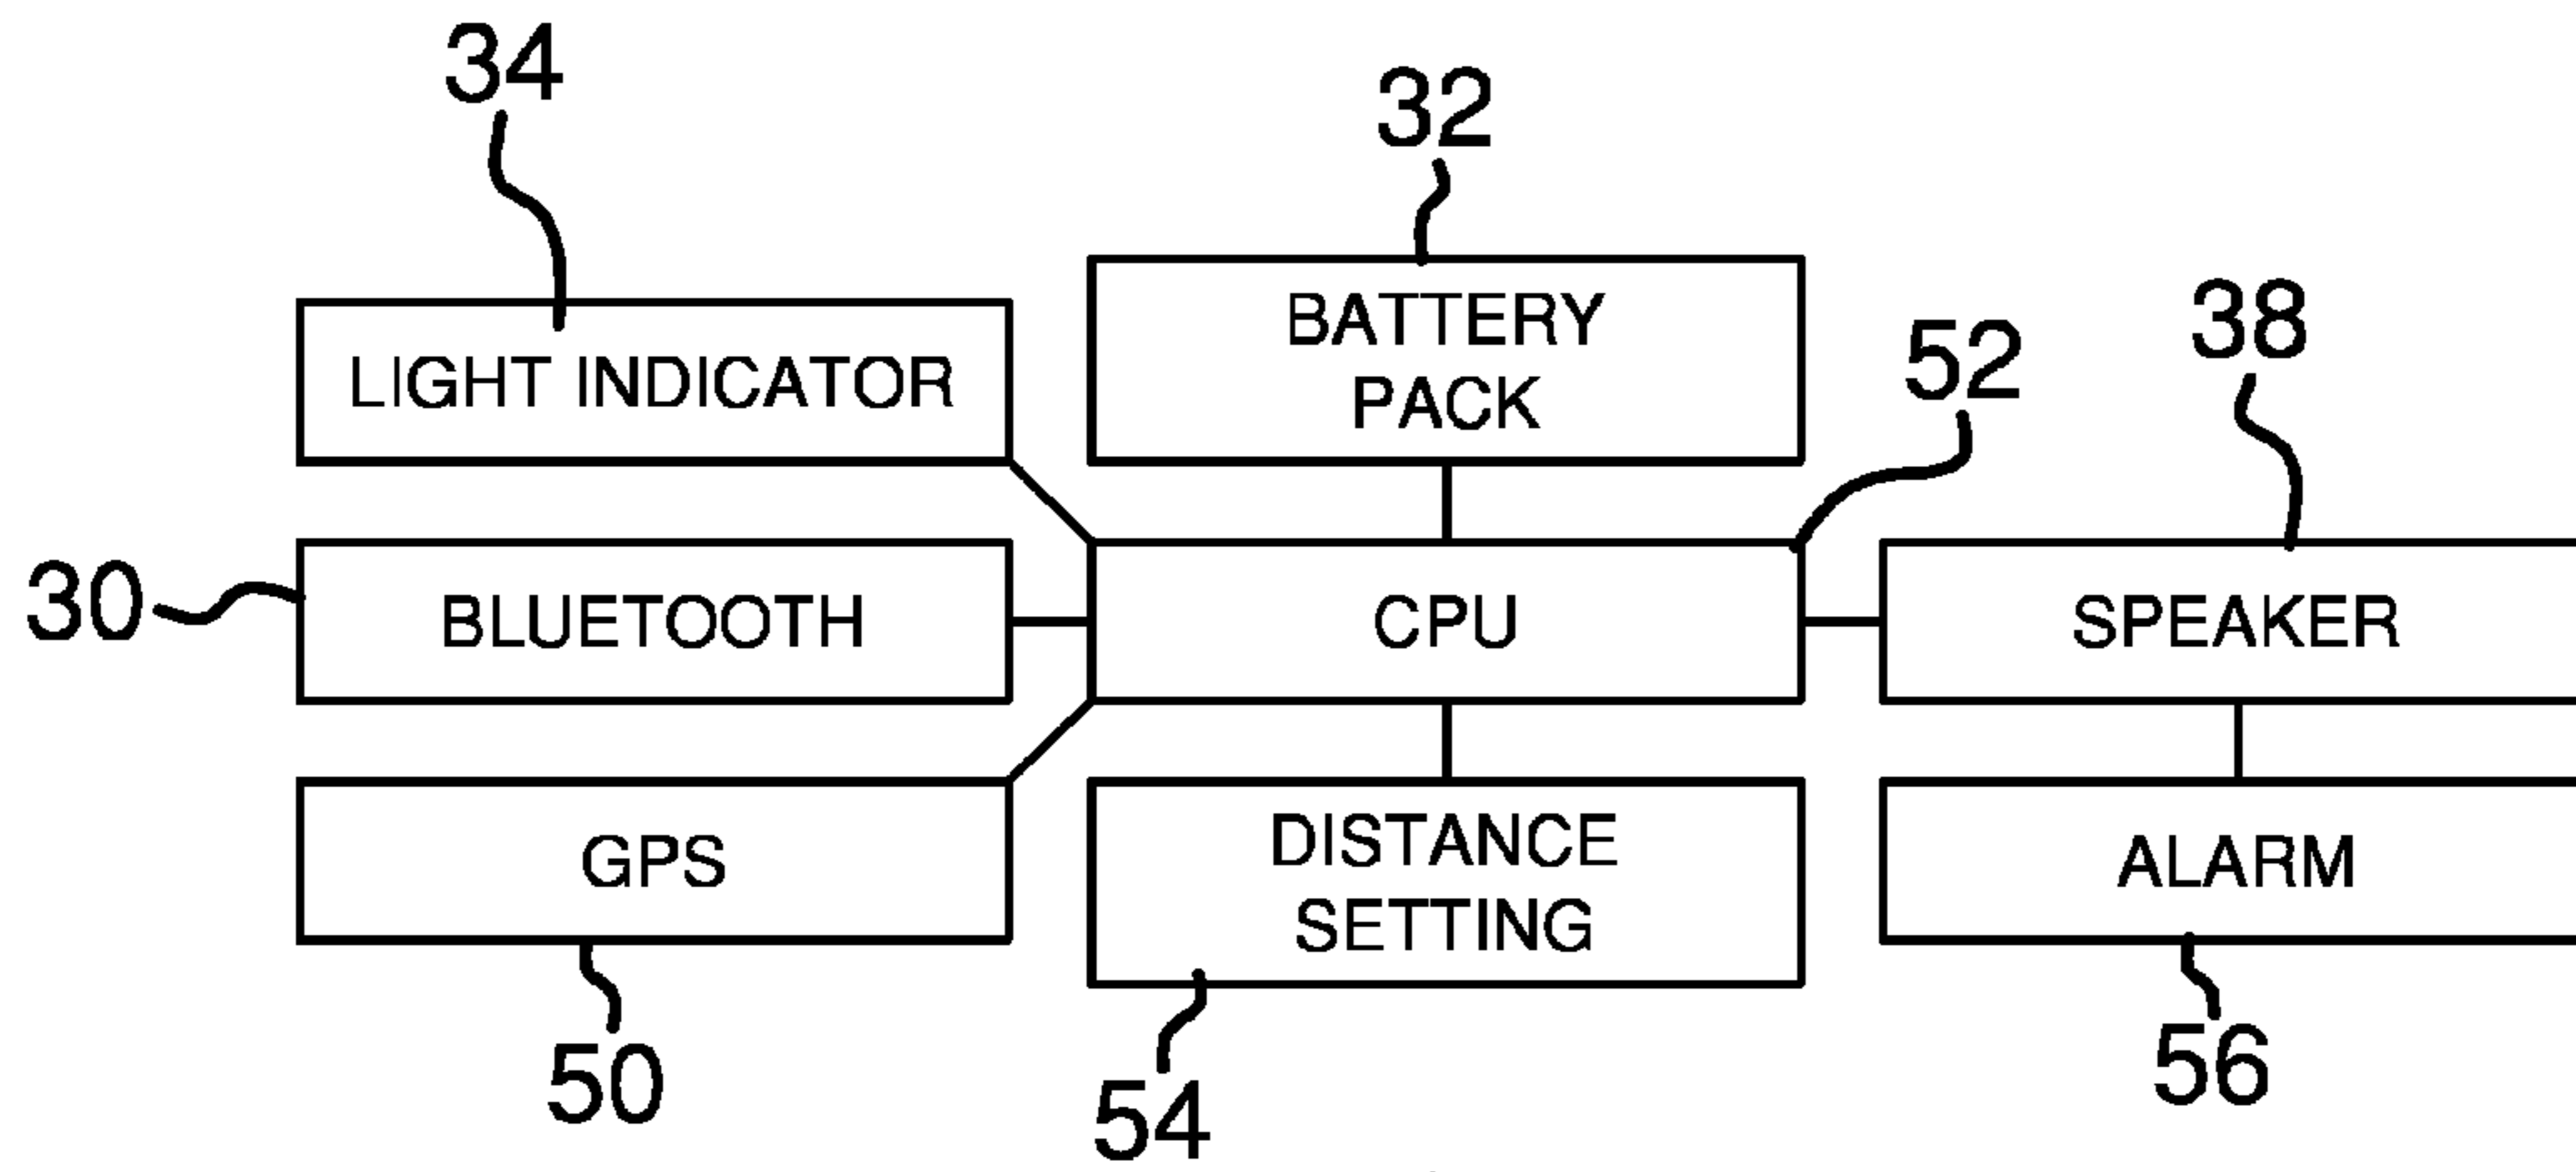 34
32
LIGHT INDICATOR
BATTERY
PACK
52
38
30
BLUETOOTH
CPU
SPEAKER
GPS
DISTANCE
SETTING
ALARM
50
54
56